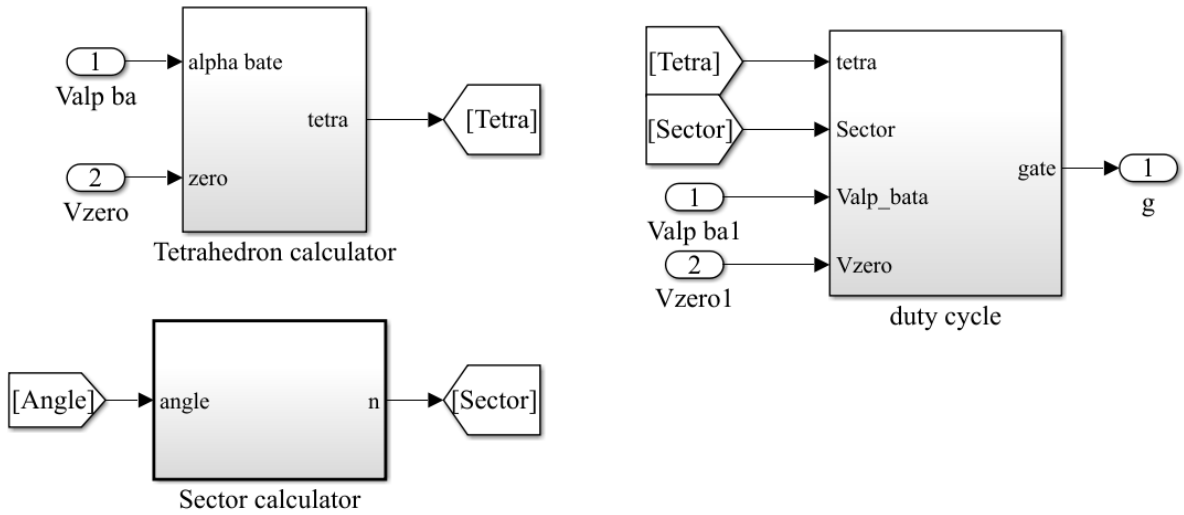 1
Valp ba
alpha bate
2
Vzero
zero
tetra
[Tetra]
Tetrahedron calculator
[Angle]
angle
n
[Sector]
Sector calculator
[Tetra]
tetra
[Sector]
Sector
1
Valp ba1
Valp_bata
2
Vzero1
Vzero
gate
1
g
duty cycle